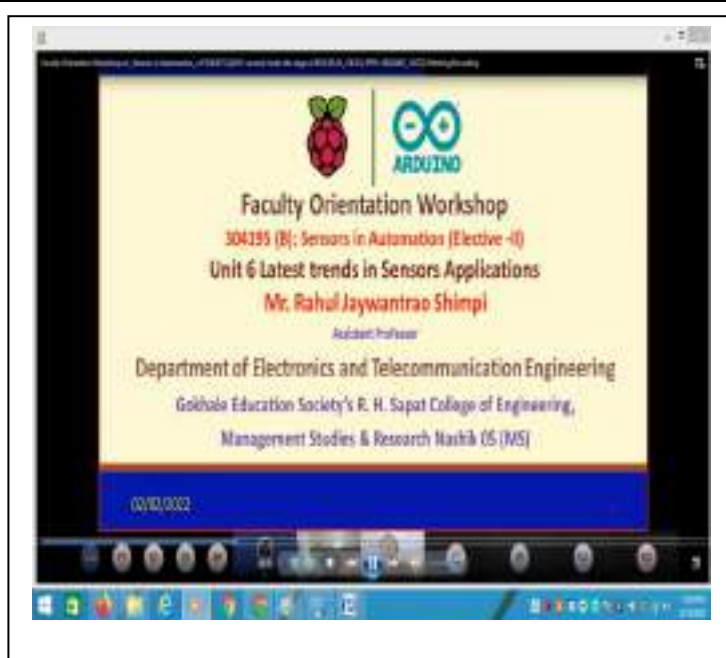 ARDUINO
Faculty Orientation Workshop
304195 (B): Sensors in Automation (Elective -II)
Unit 6 Latest trends in Sensors Applications
Mr. Rahul Jaywantrao Shimpi
Assistant Professor
Department of Electronics and Telecommunication Engineering
Gokhale Education Society's R. H. Sapat College of Engineering,
Management Studies & Research Nashik 05 (MS)
02/02/2022